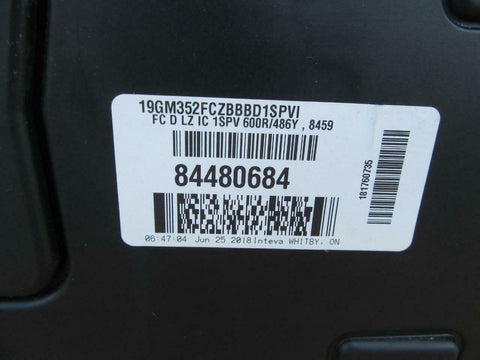 19GM352FCZBBBD1SPVI
FC D LZ IC 1SPV 600R/486Y , 8459
84480684
181760735
06:47:04 Jun 25 2018 Inteva WHITBY, ON